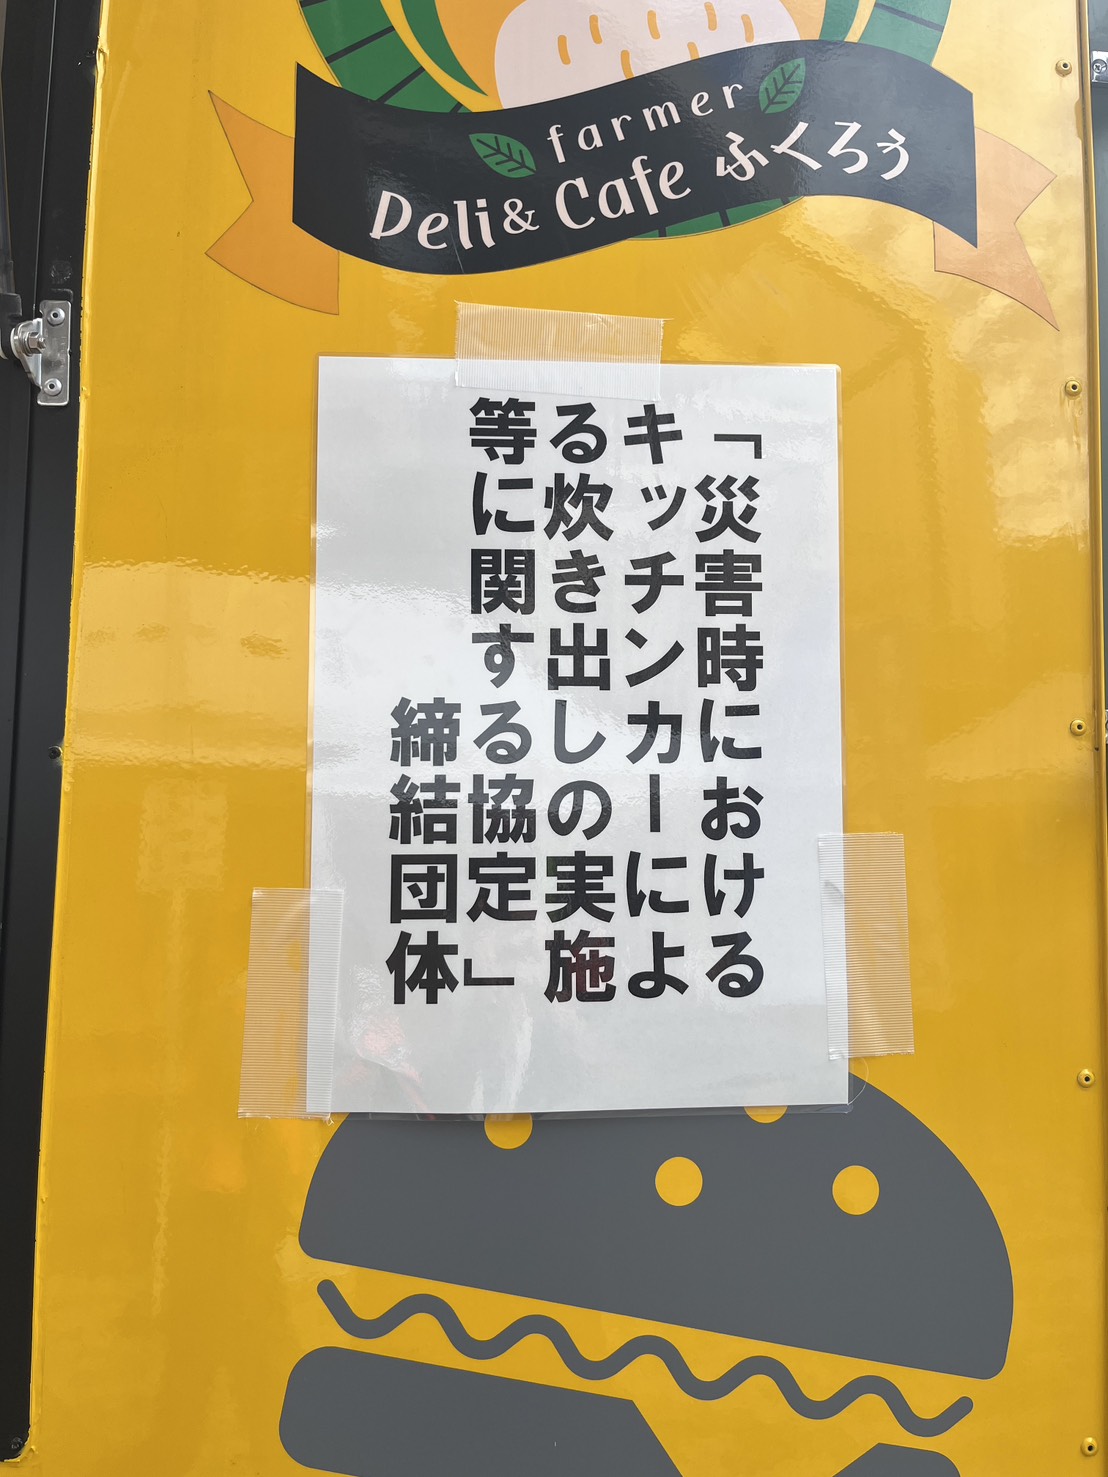 farmer
Deli & Cafe ふくろう
「災害時における
キッチンカーによ
る炊き出しの実施
等に関する協定」
締結団体